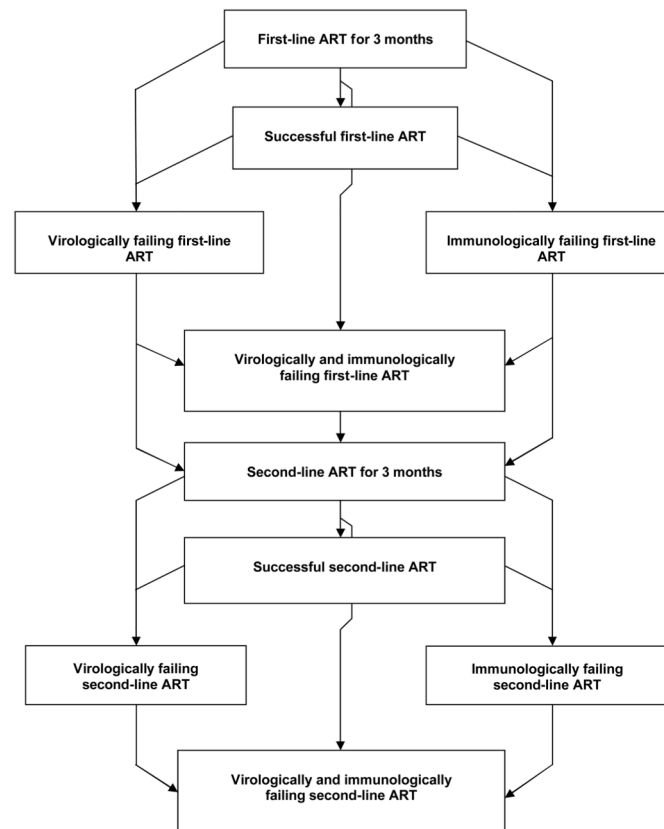 First-line ART for 3 months
Successful first-line ART
Virologically failing first-line
ART
Immunologically failing first-line
ART
Virologically and immunologically
failing first-line ART
Second-line ART for 3 months
Successful second-line ART
Virologically failing
second-line ART
Immunologically failing
second-line ART
Virologically and immunologically
failing second-line ART